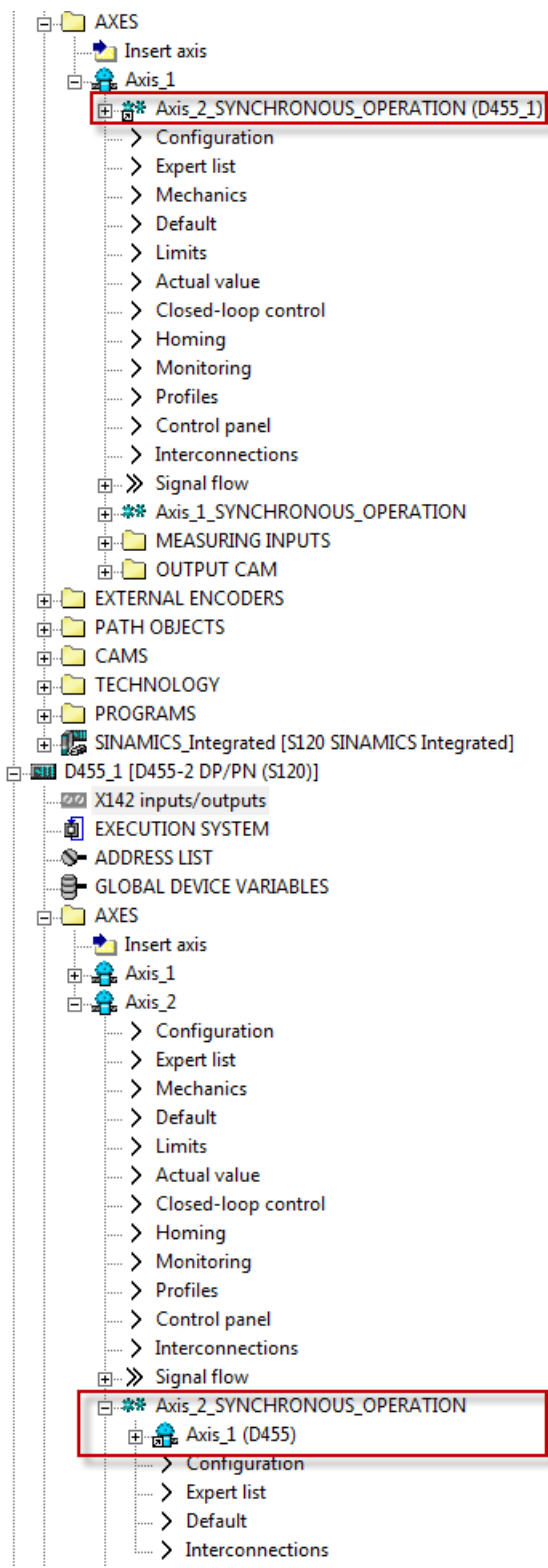 AXES
Insert axis
Axis_1
Axis_2_SYNCHRONOUS_OPERATION (D455_1)
Configuration
Expert list
Mechanics
Default
Limits
Actual value
Closed-loop control
Homing
Monitoring
Profiles
Control panel
Interconnections
Signal flow
Axis_1_SYNCHRONOUS_OPERATION
MEASURING INPUTS
OUTPUT CAM
EXTERNAL ENCODERS
PATH OBJECTS
CAMS
TECHNOLOGY
PROGRAMS
SINAMICS_Integrated [S120 SINAMICS Integrated]
D455_1 [D455-2 DP/PN (S120)]
X142 inputs/outputs
EXECUTION SYSTEM
ADDRESS LIST
GLOBAL DEVICE VARIABLES
AXES
Insert axis
Axis_1
Axis_2
Configuration
Expert list
Mechanics
Default
Limits
Actual value
Closed-loop control
Homing
Monitoring
Profiles
Control panel
Interconnections
Signal flow
Axis_2_SYNCHRONOUS_OPERATION
Axis_1 (D455)
Configuration
Expert list
Default
Interconnections